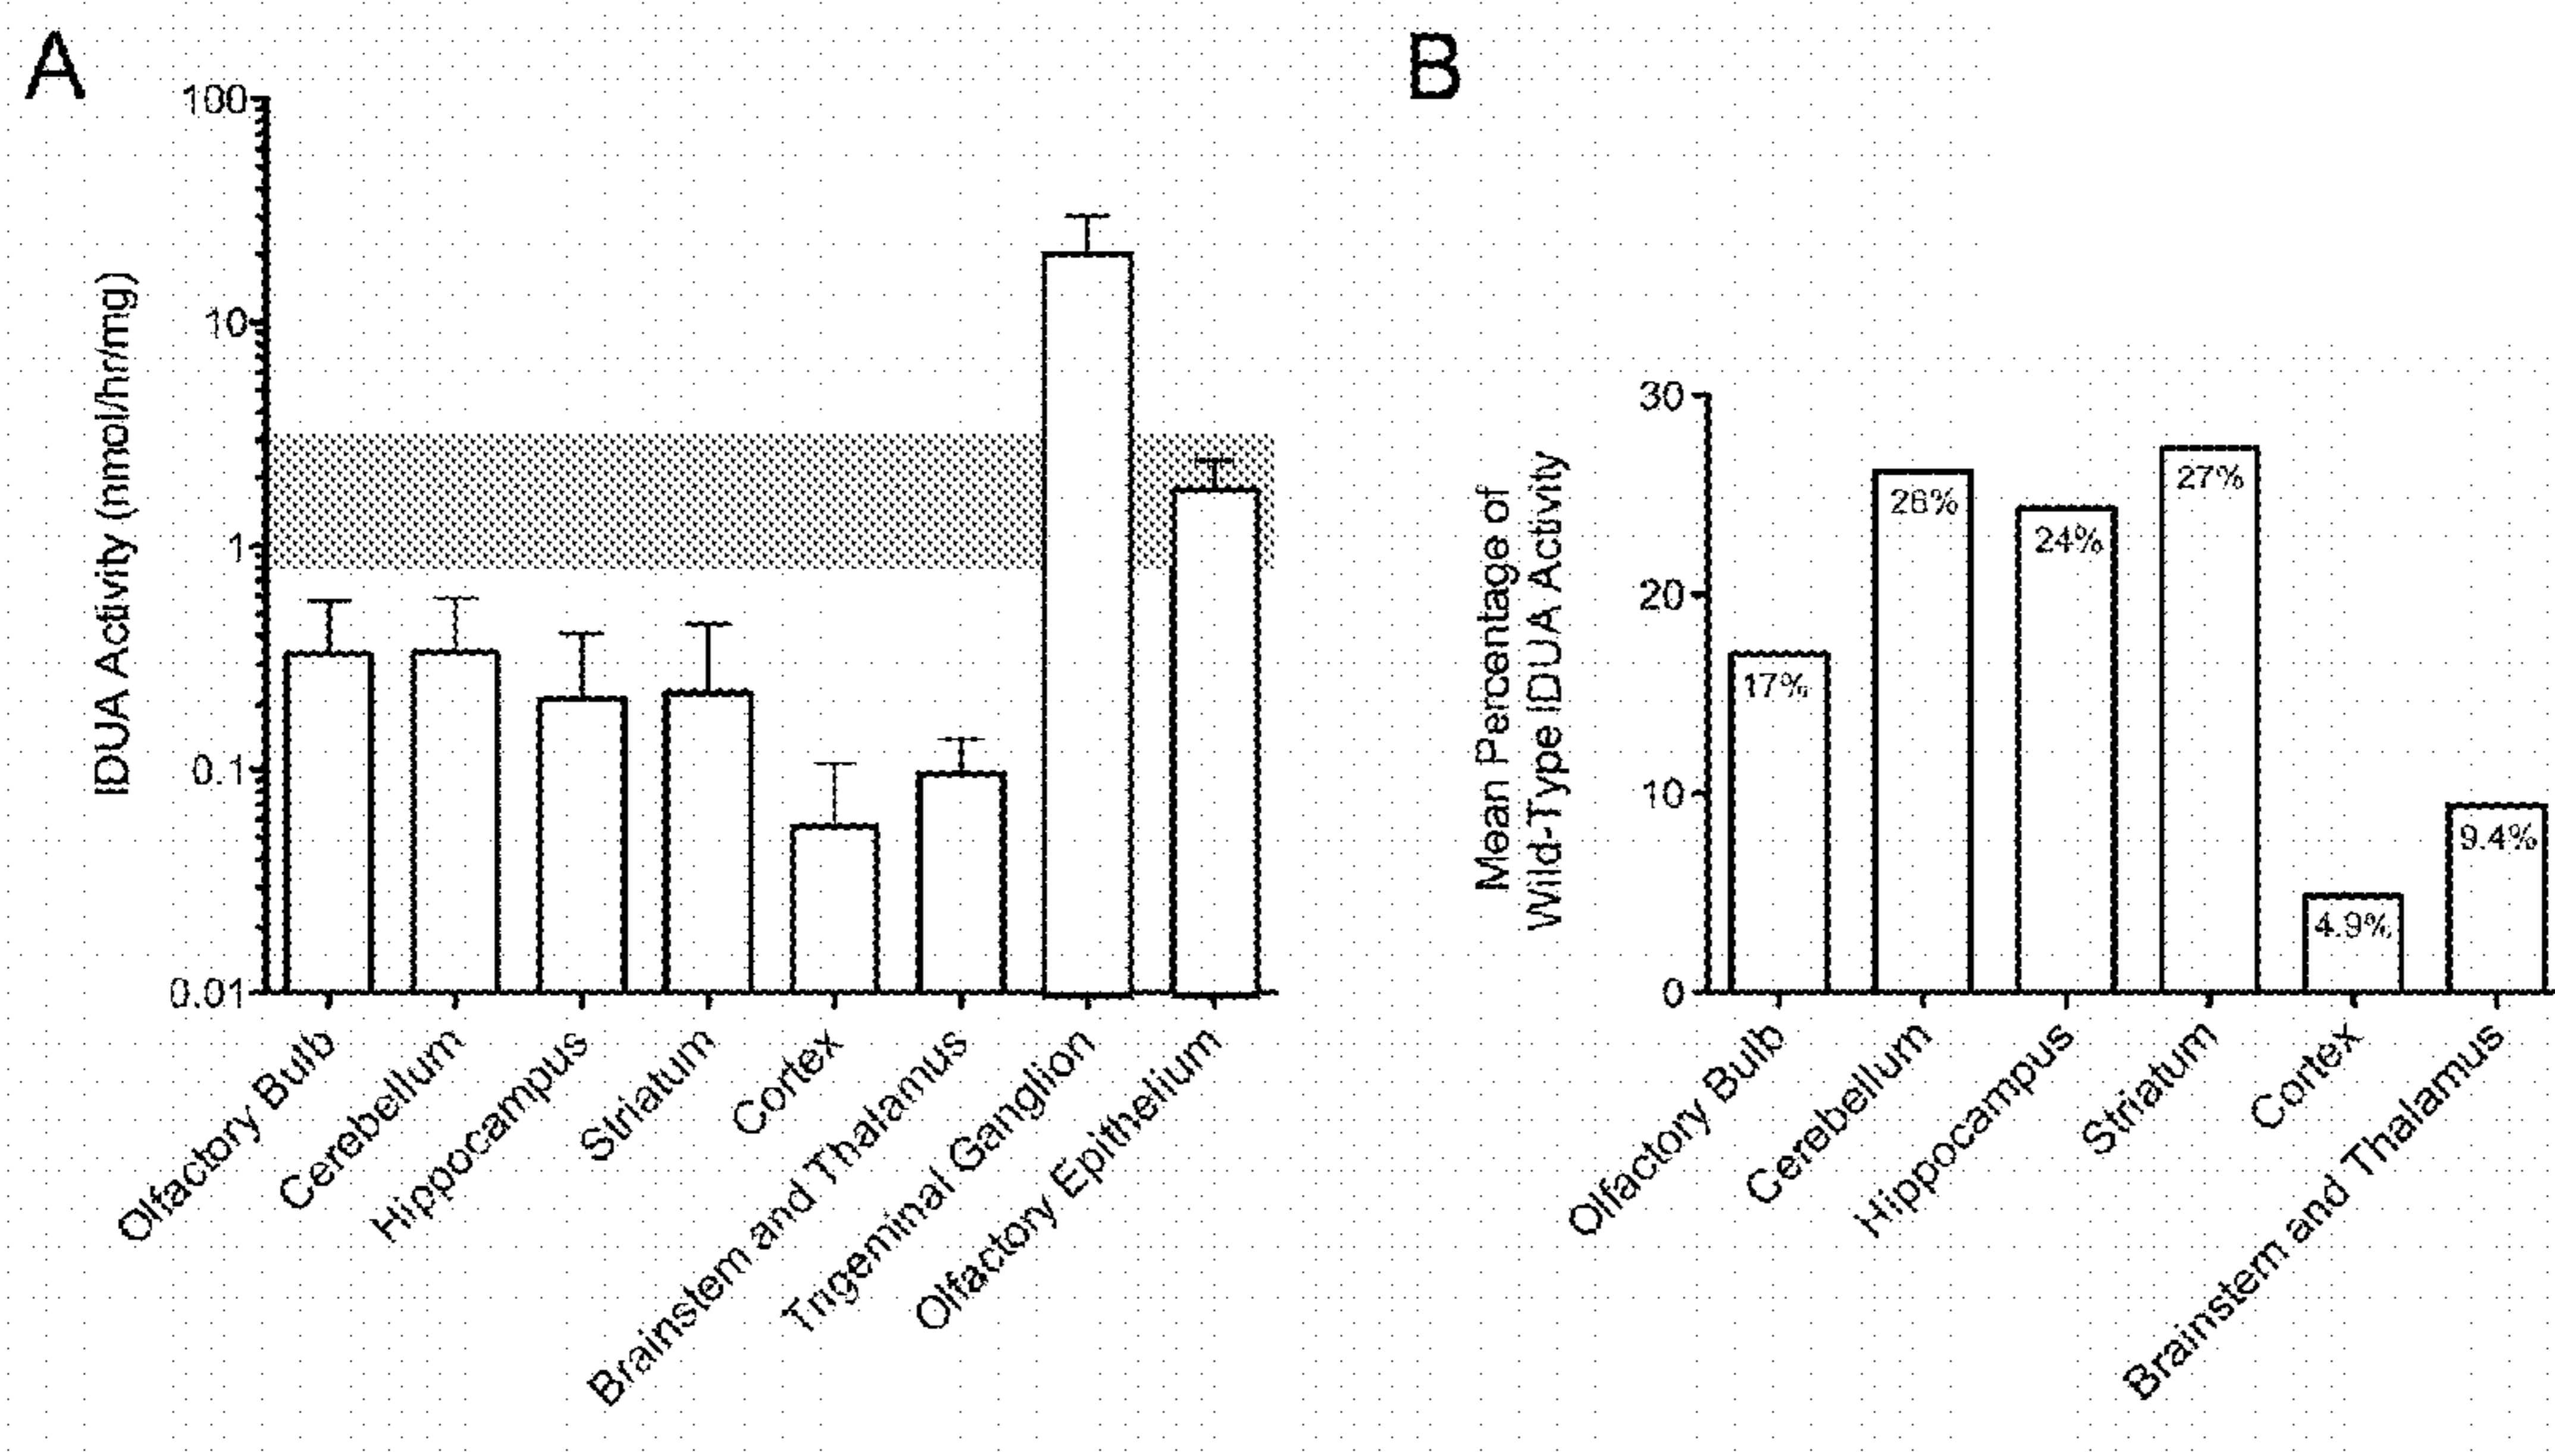 A
100
10
1
0.1
0.01
IDUA Activity (nmol/hr/mg)
Olfactory Bulb
Cerebellum
Hippocampus
Striatum
Cortex
Brainstem and Thalamus
Trigeminal Ganglion
Olfactory Epithelium
B
30
20
10
0
Mean Percentage of
Wild-Type IDUA Activity
17%
26%
24%
27%
4.9%
9.4%
Olfactory Bulb
Cerebellum
Hippocampus
Striatum
Cortex
Brainstem and Thalamus